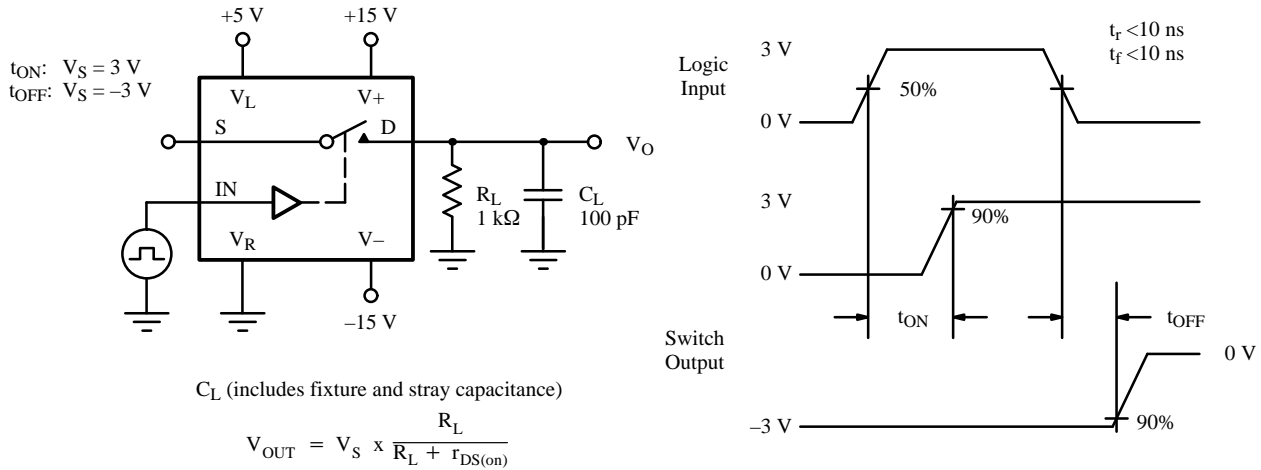 +5 V
+15 V
tON: VS = 3 V
tOFF: VS = –3 V
VL
V+
S
D
VO
IN
RL
1 kΩ
CL
100 pF
VR
V–
–15 V
CL (includes fixture and stray capacitance)
VOUT = VS x RL / RL + rDS(on)
tr <10 ns
tf <10 ns
Logic
Input
3 V
50%
0 V
3 V
90%
0 V
tON
tOFF
Switch
Output
0 V
–3 V
90%